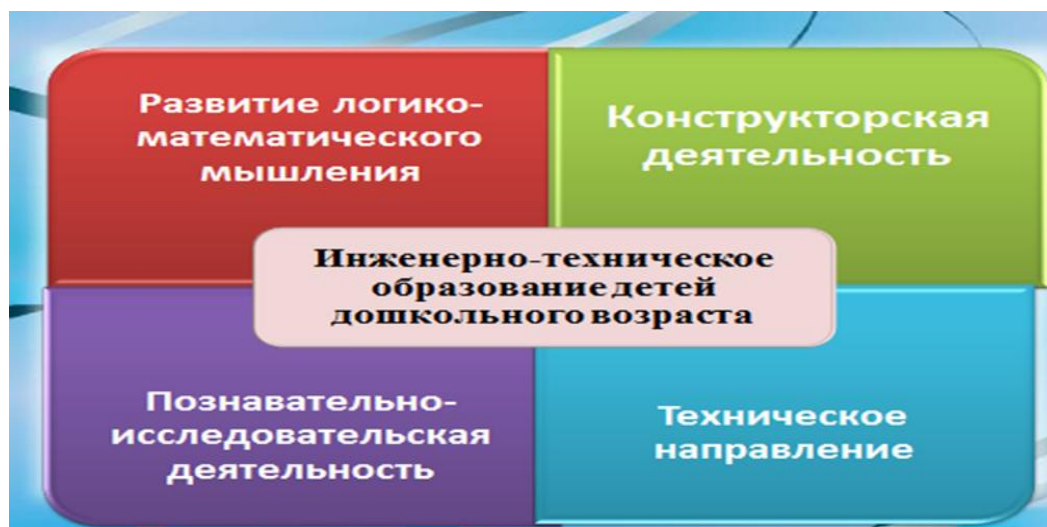 Развитие логико-
математического
мышления
Конструкторская
деятельность
Инженерно-техническое
образование детей
дошкольного возраста
Познавательно-
исследовательская
деятельность
Техническое
направление